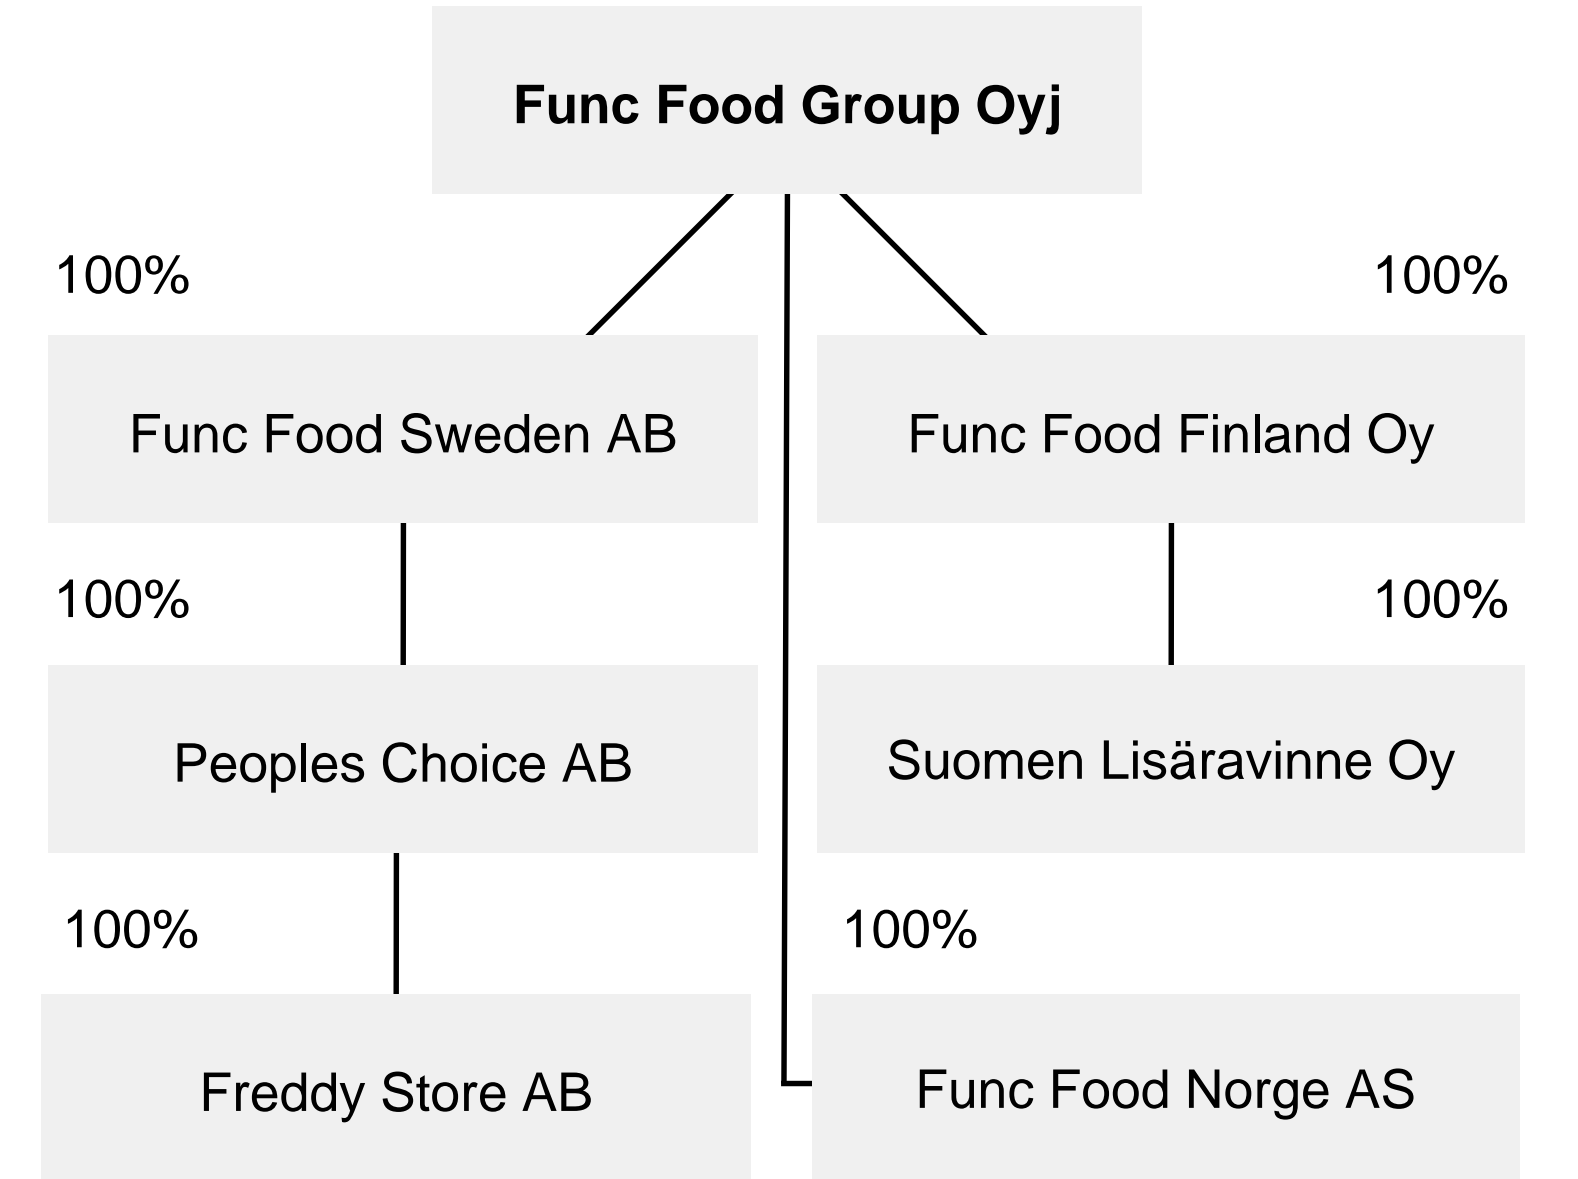 Func Food Group Oyj
100%
100%
Func Food Sweden AB
Func Food Finland Oy
100%
100%
Peoples Choice AB
Suomen Lisäravinne Oy
100%
100%
Freddy Store AB
Func Food Norge AS